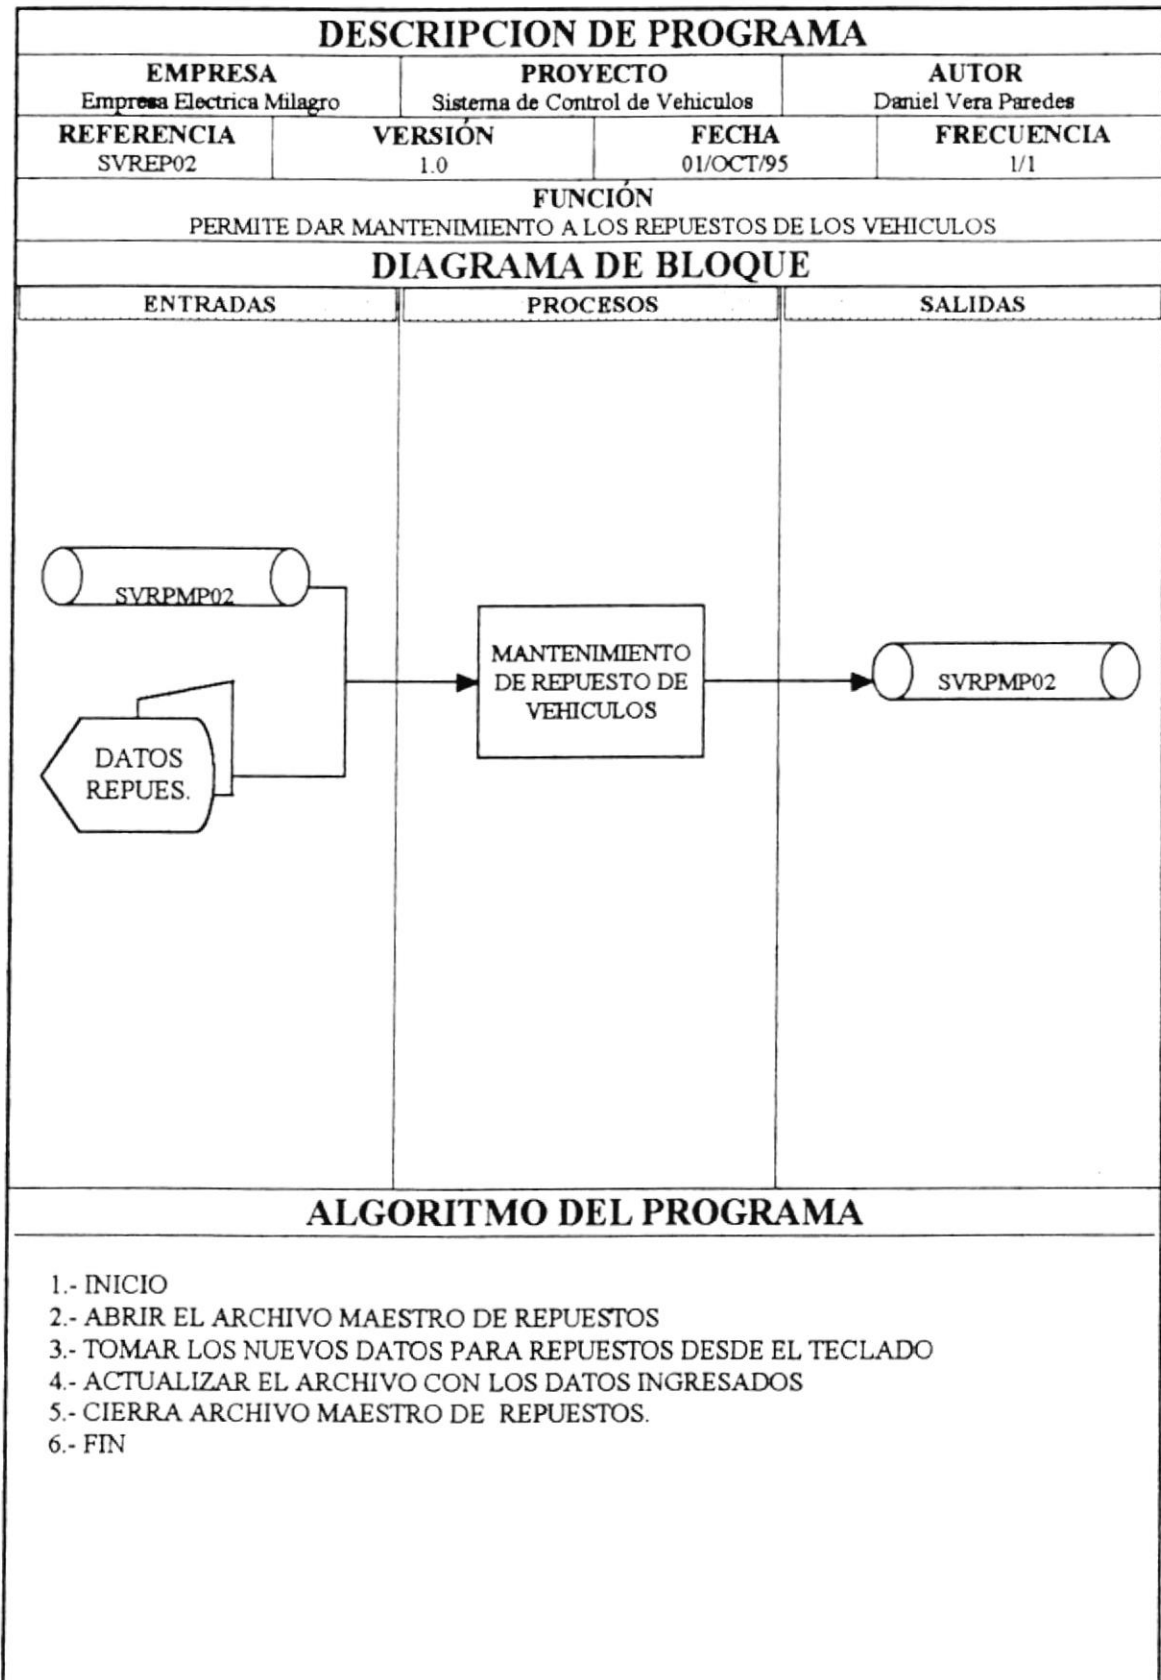 DESCRIPCION DE PROGRAMA
EMPRESA PROYECTO AUTOR
Empresa Electrica Milagro Sistema de Control de Vehiculos Daniel Vera Paredes
REFERENCIA VERSIÓN FECHA FRECUENCIA
SVREP02 1.0 01/OCT/95 1/1
FUNCIÓN
PERMITE DAR MANTENIMIENTO A LOS REPUESTOS DE LOS VEHICULOS
DIAGRAMA DE BLOQUE
ENTRADAS PROCESOS SALIDAS
SVRPMP02
DATOS
REPUES.
MANTENIMIENTO
DE REPUESTO DE
VEHICULOS
SVRPMP02
ALGORITMO DEL PROGRAMA
1.- INICIO
2.- ABRIR EL ARCHIVO MAESTRO DE REPUESTOS
3.- TOMAR LOS NUEVOS DATOS PARA REPUESTOS DESDE EL TECLADO
4.- ACTUALIZAR EL ARCHIVO CON LOS DATOS INGRESADOS
5.- CIERRA ARCHIVO MAESTRO DE REPUESTOS.
6.- FIN